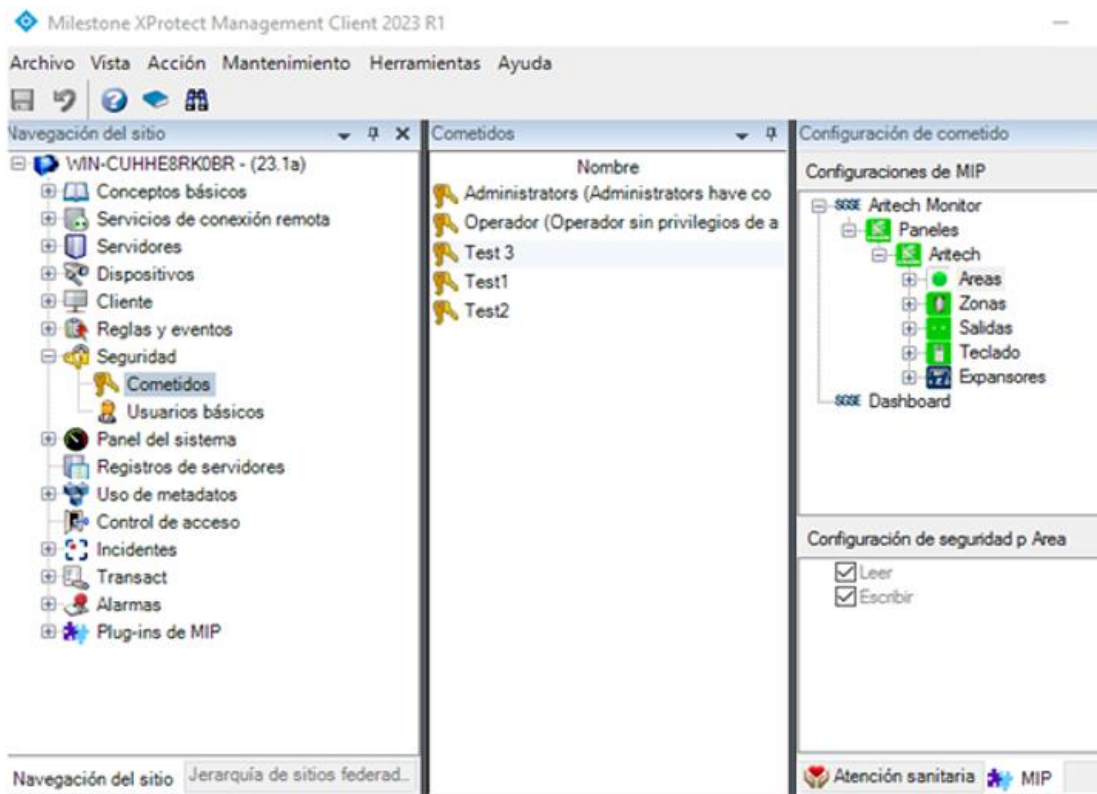 Milestone XProtect Management Client 2023 R1
Archivo Vista Acción Mantenimiento Herramientas Ayuda
Navegación del sitio
WIN-CUHHE8RK0BR - (23.1a)
Conceptos básicos
Servicios de conexión remota
Servidores
Dispositivos
Cliente
Reglas y eventos
Seguridad
Cometidos
Usuarios básicos
Panel del sistema
Registros de servidores
Uso de metadatos
Control de acceso
Incidentes
Transact
Alarmas
Plug-ins de MIP
Navegación del sitio Jerarquía de sitios federad...
Cometidos
Nombre
Administrators (Administrators have co
Operador (Operador sin privilegios de a
Test 3
Test1
Test2
Configuración de cometido
Configuraciones de MIP
SGSE Aritech Monitor
Paneles
Aritech
Areas
Zonas
Salidas
Teclado
Expansores
SGSE Dashboard
Configuración de seguridad p Area
Leer
Escribir
Atención sanitaria MIP